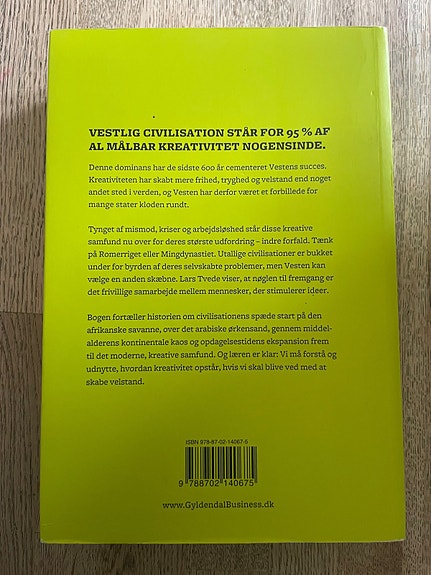 VESTLIG CIVILISATION STÅR FOR 95 % AF
AL MÅLBAR KREATIVITET NOGENSINDE.
Denne dominans har de sidste 600 år cementeret Vestens succes.
Kreativiteten har skabt mere frihed, tryghed og velstand end noget
andet sted i verden, og Vesten har derfor været et forbillede for
mange stater kloden rundt.
Tynget af mismod, kriser og arbejdsløshed står disse kreative
samfund nu over for deres største udfordring – indre forfald. Tænk
på Romerriget eller Mingdynastiet. Utallige civilisationer er bukket
under for byrden af deres selvskabte problemer, men Vesten kan
vælge en anden skæbne. Lars Tvede viser, at nøglen til fremgang er
det frivillige samarbejde mellem mennesker, der stimulerer ideer.
Bogen fortæller historien om civilisationens spæde start på den
afrikanske savanne, over det arabiske ørkensand, gennem middel-
alderens kontinentale kaos og opdagelsestidens ekspansion frem
til det moderne, kreative samfund. Og læren er klar: Vi må forstå og
udnytte, hvordan kreativitet opstår, hvis vi skal blive ved med at
skabe velstand.
ISBN 978-87-02-14067-5
9 788702 140675
www.GyldendalBusiness.dk